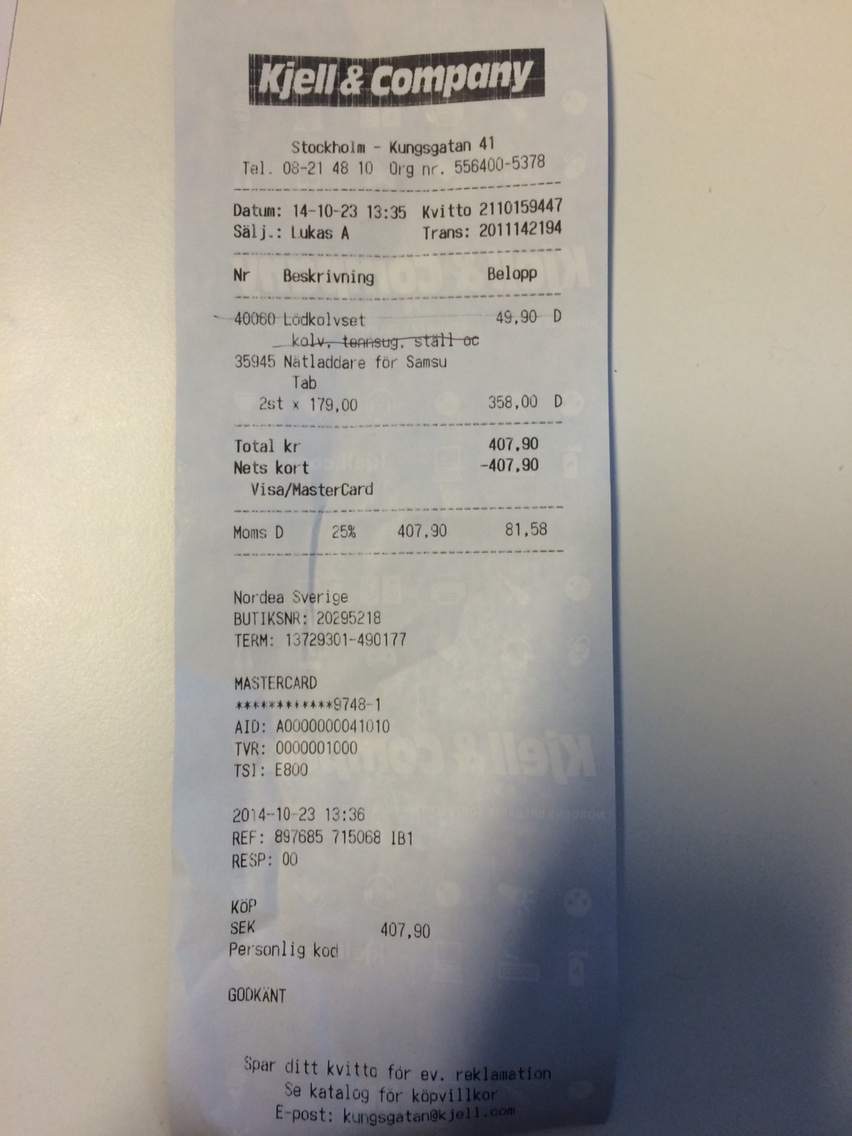 Kjell & Company
Stockholm - Kungsgatan 41
Tel. 08-21 48 10 Org nr. 556400-5378
Datum: 14-10-23 13:35 Kvitto 2110159447
Sälj.: Lukas A Trans: 2011142194
Nr Beskrivning Belopp
40060 Lödkolvset 49,90 D
kolv, tennsug, ställ oc
35945 Nätladdare för Samsu
Tab
2st x 179,00 358,00 D
Total kr 407,90
Nets kort -407,90
Visa/MasterCard
Moms D 25% 407,90 81,58
Nordea Sverige
BUTIKSNR: 20295218
TERM: 13729301-490177
MASTERCARD
************9748-1
AID: A0000000041010
TVR: 0000001000
TSI: E800
2014-10-23 13:36
REF: 897685 715068 IB1
RESP: 00
KÖP
SEK 407,90
Personlig kod
GODKÄNT
Spar ditt kvitto för ev. reklamation
Se katalog för köpvillkor
E-post: kungsgatan@kjell.com